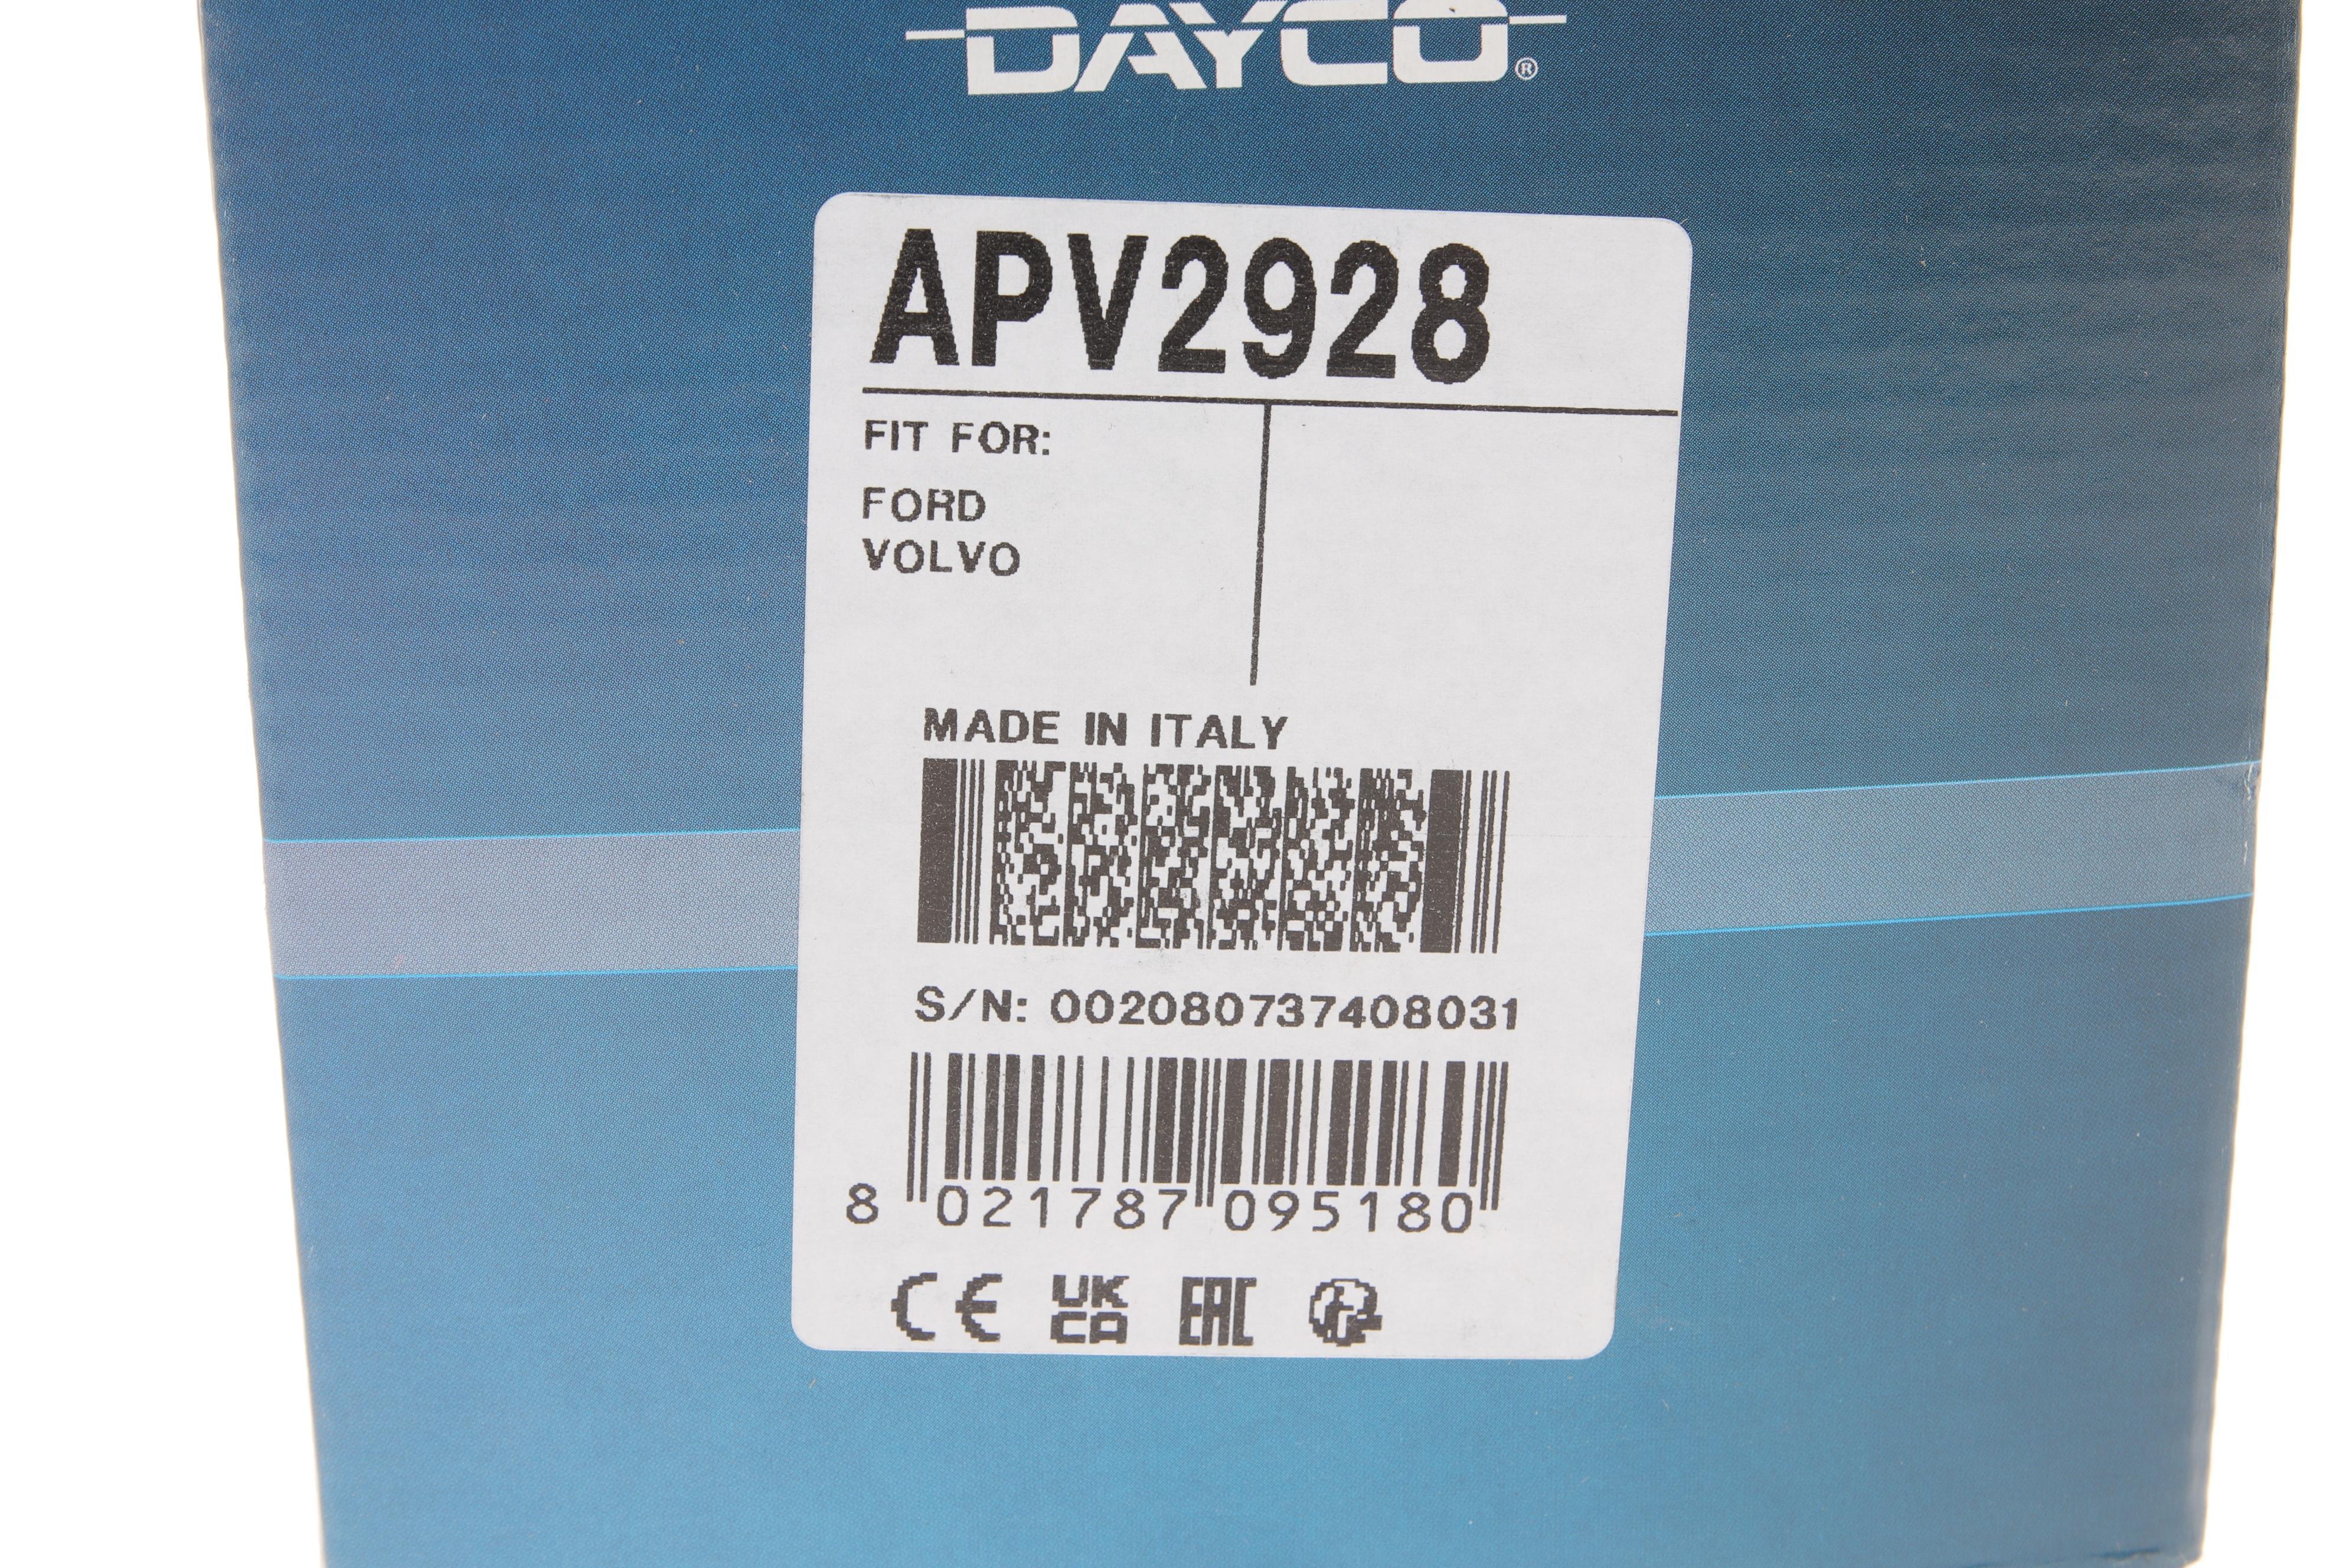 DAYCO®
APV2928
FIT FOR:
FORD
VOLVO
MADE IN ITALY
S/N: 002080737408031
8 021787 095180
CE UK CA EAC